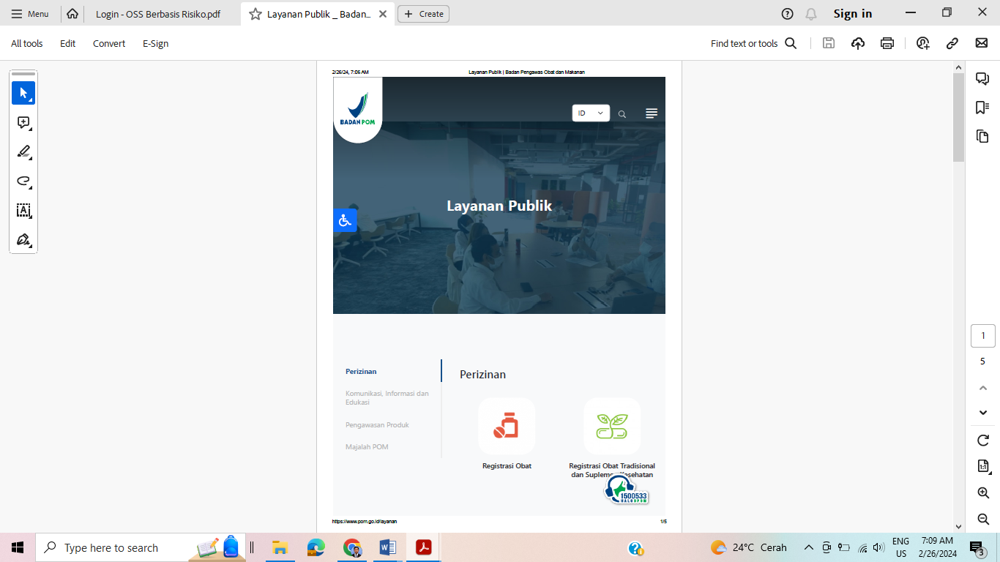 Menu
Login - OSS Berbasis Risiko.pdf
Layanan Publik _ Badan...
Create
Sign in
All tools
Edit
Convert
E-Sign
Find text or tools
2/26/24, 7:06 AM
Layanan Publik | Badan Pengawas Obat dan Makanan
BADAN POM
ID
Layanan Publik
Perizinan
Komunikasi, Informasi dan
Edukasi
Pengawasan Produk
Majalah POM
Perizinan
Registrasi Obat
Registrasi Obat Tradisional
dan Suplemen Kesehatan
1500533
HALOBPOM
https://www.pom.go.id/layanan
1/5
1
5
1:1
Type here to search
24°C Cerah
ENG
US
7:09 AM
2/26/2024
3